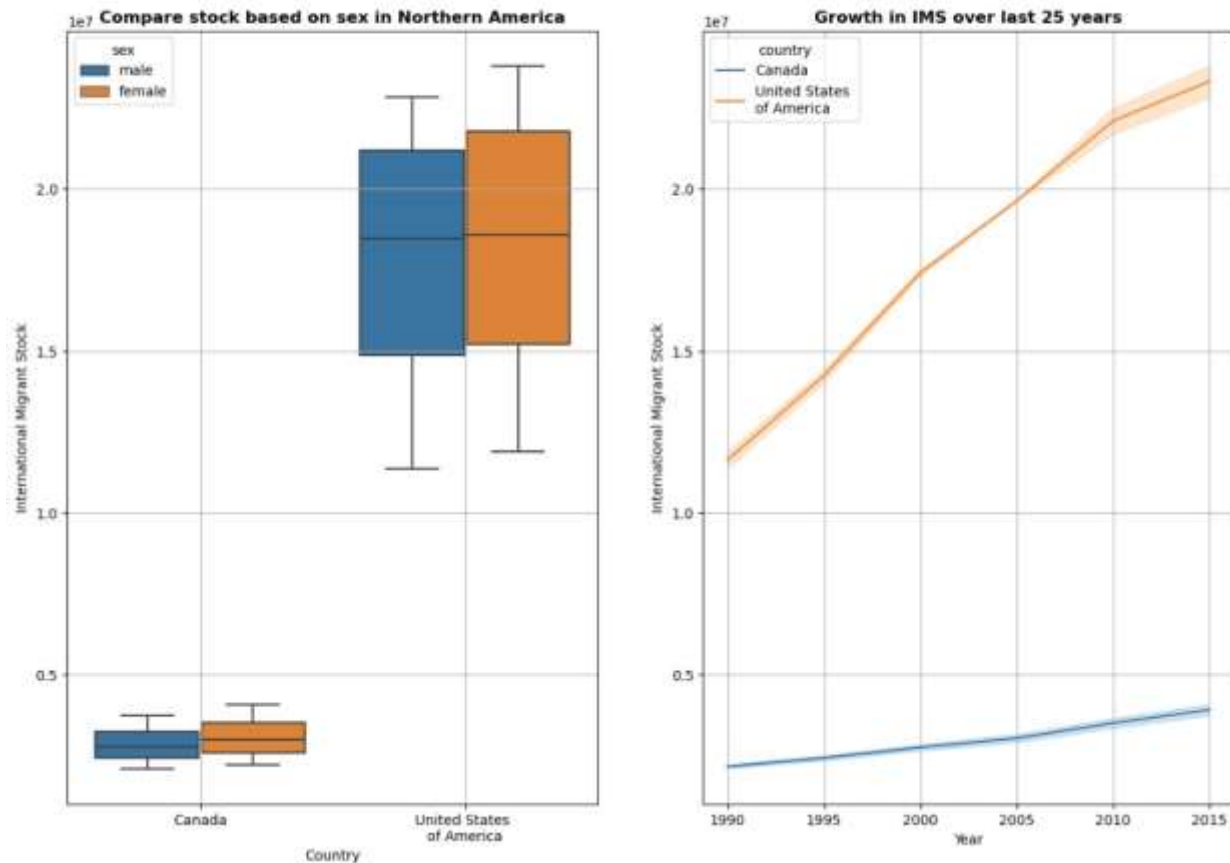 Compare stock based on sex in Northern America
1e7
sex
male
female
2.0
1.5
1.0
0.5
International Migrant Stock
Canada
United States
of America
Country
Growth in IMS over last 25 years
1e7
country
Canada
United States
of America
2.0
1.5
1.0
0.5
International Migrant Stock
1990
1995
2000
2005
2010
2015
Year